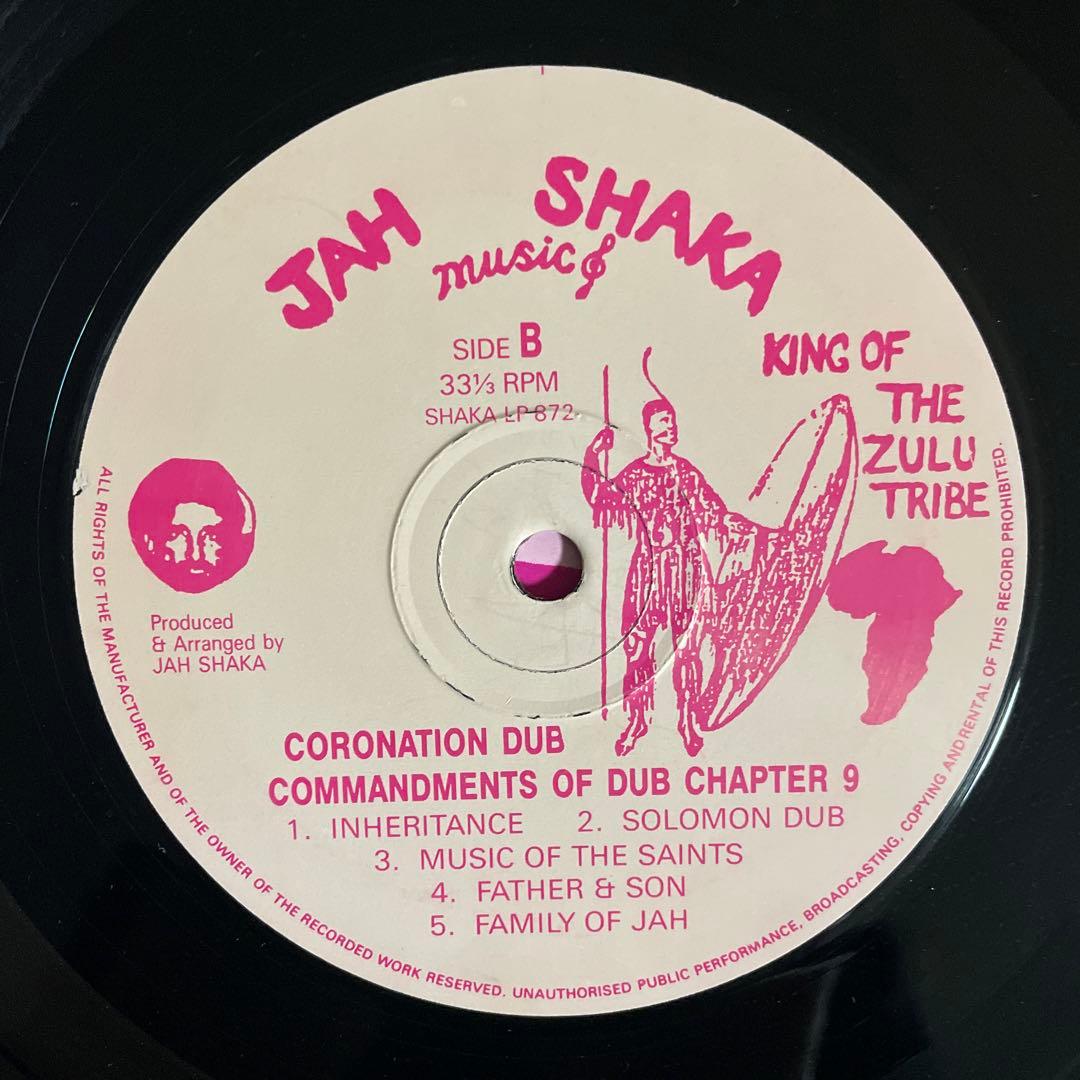 JAH SHAKA
music
KING OF
THE
ZULU
TRIBE
SIDE B
33⅓ RPM
SHAKA LP 872
Produced
& Arranged by
JAH SHAKA
CORONATION DUB
COMMANDMENTS OF DUB CHAPTER 9
1. INHERITANCE 2. SOLOMON DUB
3. MUSIC OF THE SAINTS
4. FATHER & SON
5. FAMILY OF JAH
ALL RIGHTS OF THE MANUFACTURER AND OF THE OWNER OF THE RECORDED WORK RESERVED. UNAUTHORISED PUBLIC PERFORMANCE, BROADCASTING, COPYING ANDRENTAL OF THIS RECORD PROHIBITED.